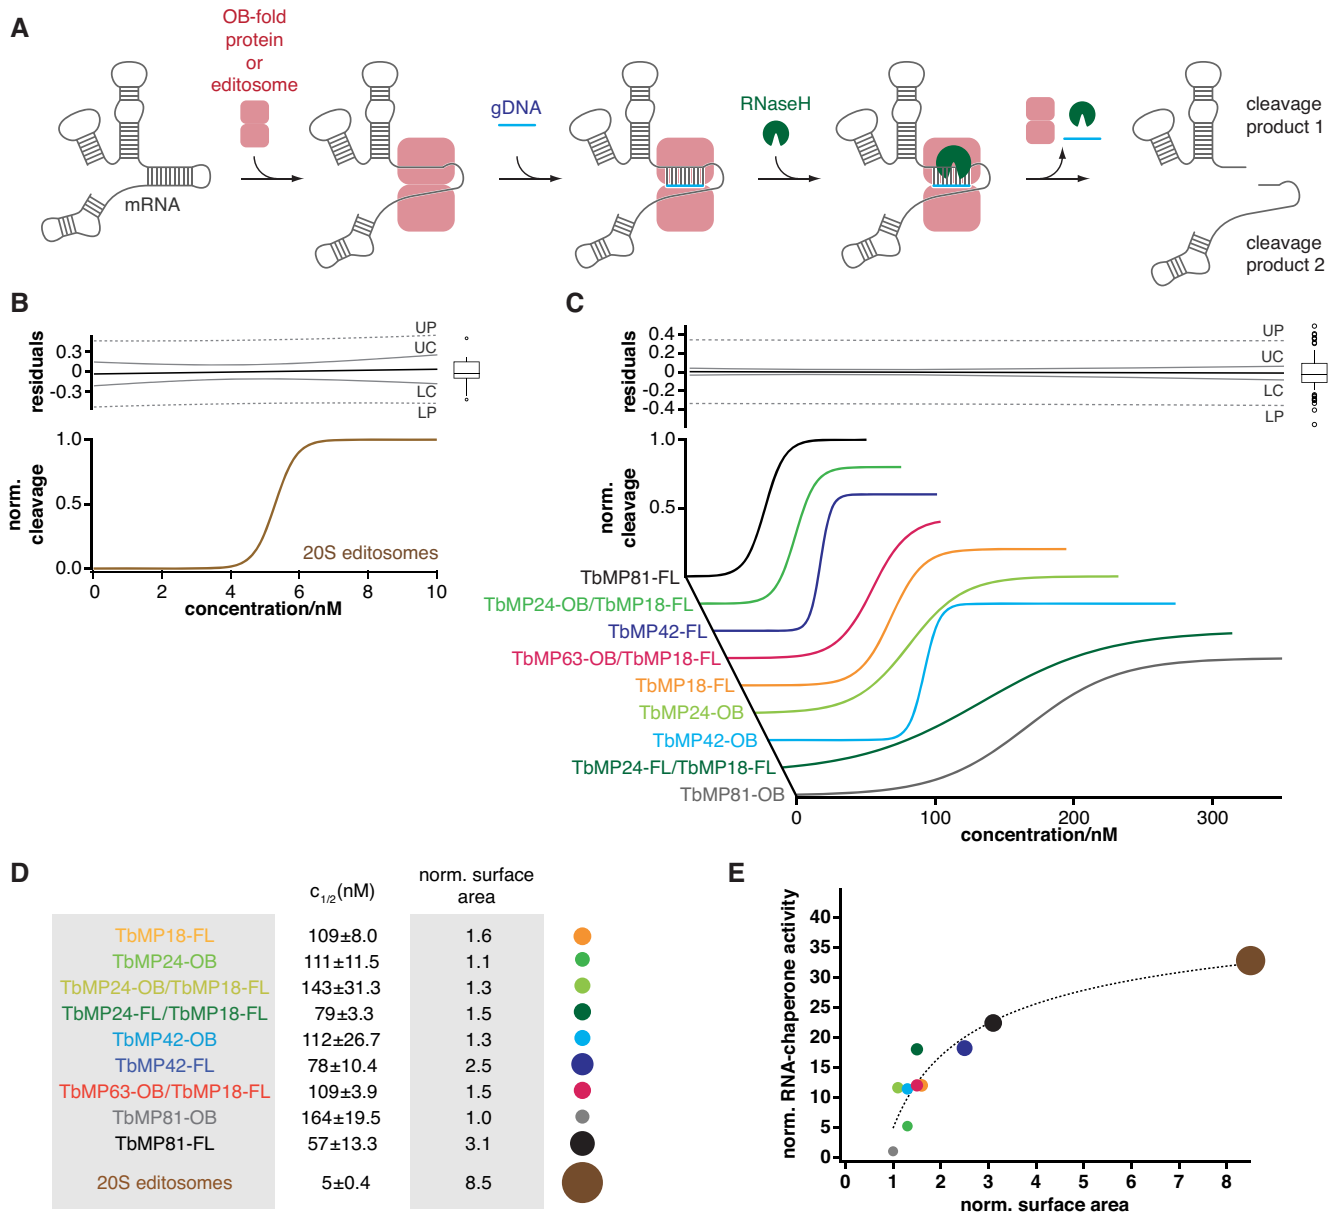 A
OB-fold
protein
or
editosome
gDNA
RNaseH
mRNA
cleavage
product 1
cleavage
product 2
B
residuals
0.3
0
-0.3
UP
UC
LC
LP
norm.
cleavage
1.0
0.5
0.0
20S editosomes
0 2 4 6 8 10
concentration/nM
C
residuals
0.4
0.2
0
-0.2
-0.4
UP
UC
LC
LP
norm.
cleavage
1.0
0.5
TbMP81-FL
TbMP24-OB/TbMP18-FL
TbMP42-FL
TbMP63-OB/TbMP18-FL
TbMP18-FL
TbMP24-OB
TbMP42-OB
TbMP24-FL/TbMP18-FL
TbMP81-OB
0 100 200 300
concentration/nM
D
c1/2(nM)
norm. surface
area
TbMP18-FL 109±8.0 1.6
TbMP24-OB 111±11.5 1.1
TbMP24-OB/TbMP18-FL 143±31.3 1.3
TbMP24-FL/TbMP18-FL 79±3.3 1.5
TbMP42-OB 112±26.7 1.3
TbMP42-FL 78±10.4 2.5
TbMP63-OB/TbMP18-FL 109±3.9 1.5
TbMP81-OB 164±19.5 1.0
TbMP81-FL 57±13.3 3.1
20S editosomes 5±0.4 8.5
E
norm. RNA-chaperone activity
40
35
30
25
20
15
10
5
0
0 1 2 3 4 5 6 7 8
norm. surface area